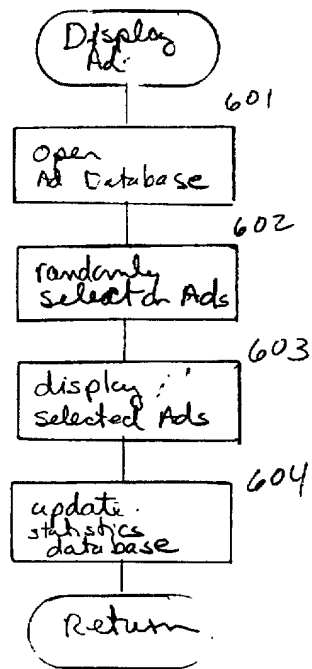 Display
Ad
601
Open
Ad Database
602
randomly
select n Ads
603
display
selected Ads
604
update
statistics
database
Return